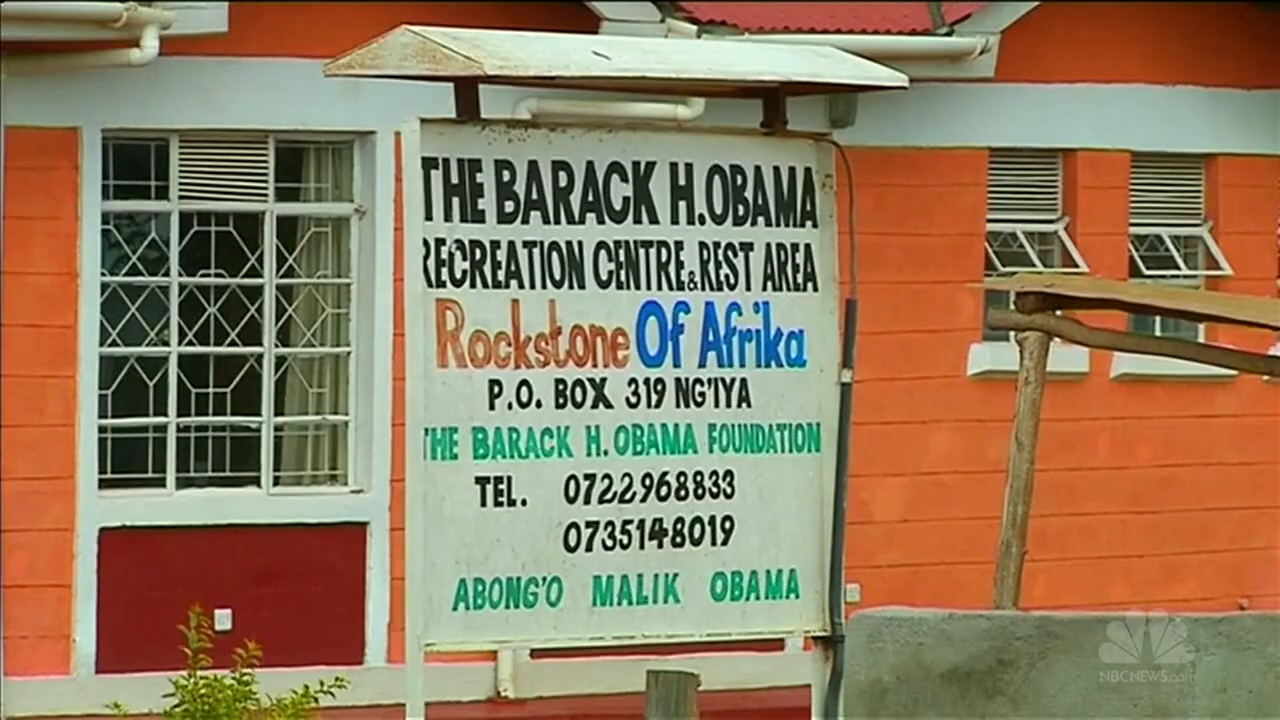 THE BARACK H. OBAMA
RECREATION CENTRE & REST AREA
Rockstone Of Afrika
P.O. BOX 319 NG'IYA
THE BARACK H. OBAMA FOUNDATION
TEL. 0722968833
0735148019
ABONG'O MALIK OBAMA
NBCNEWS.com